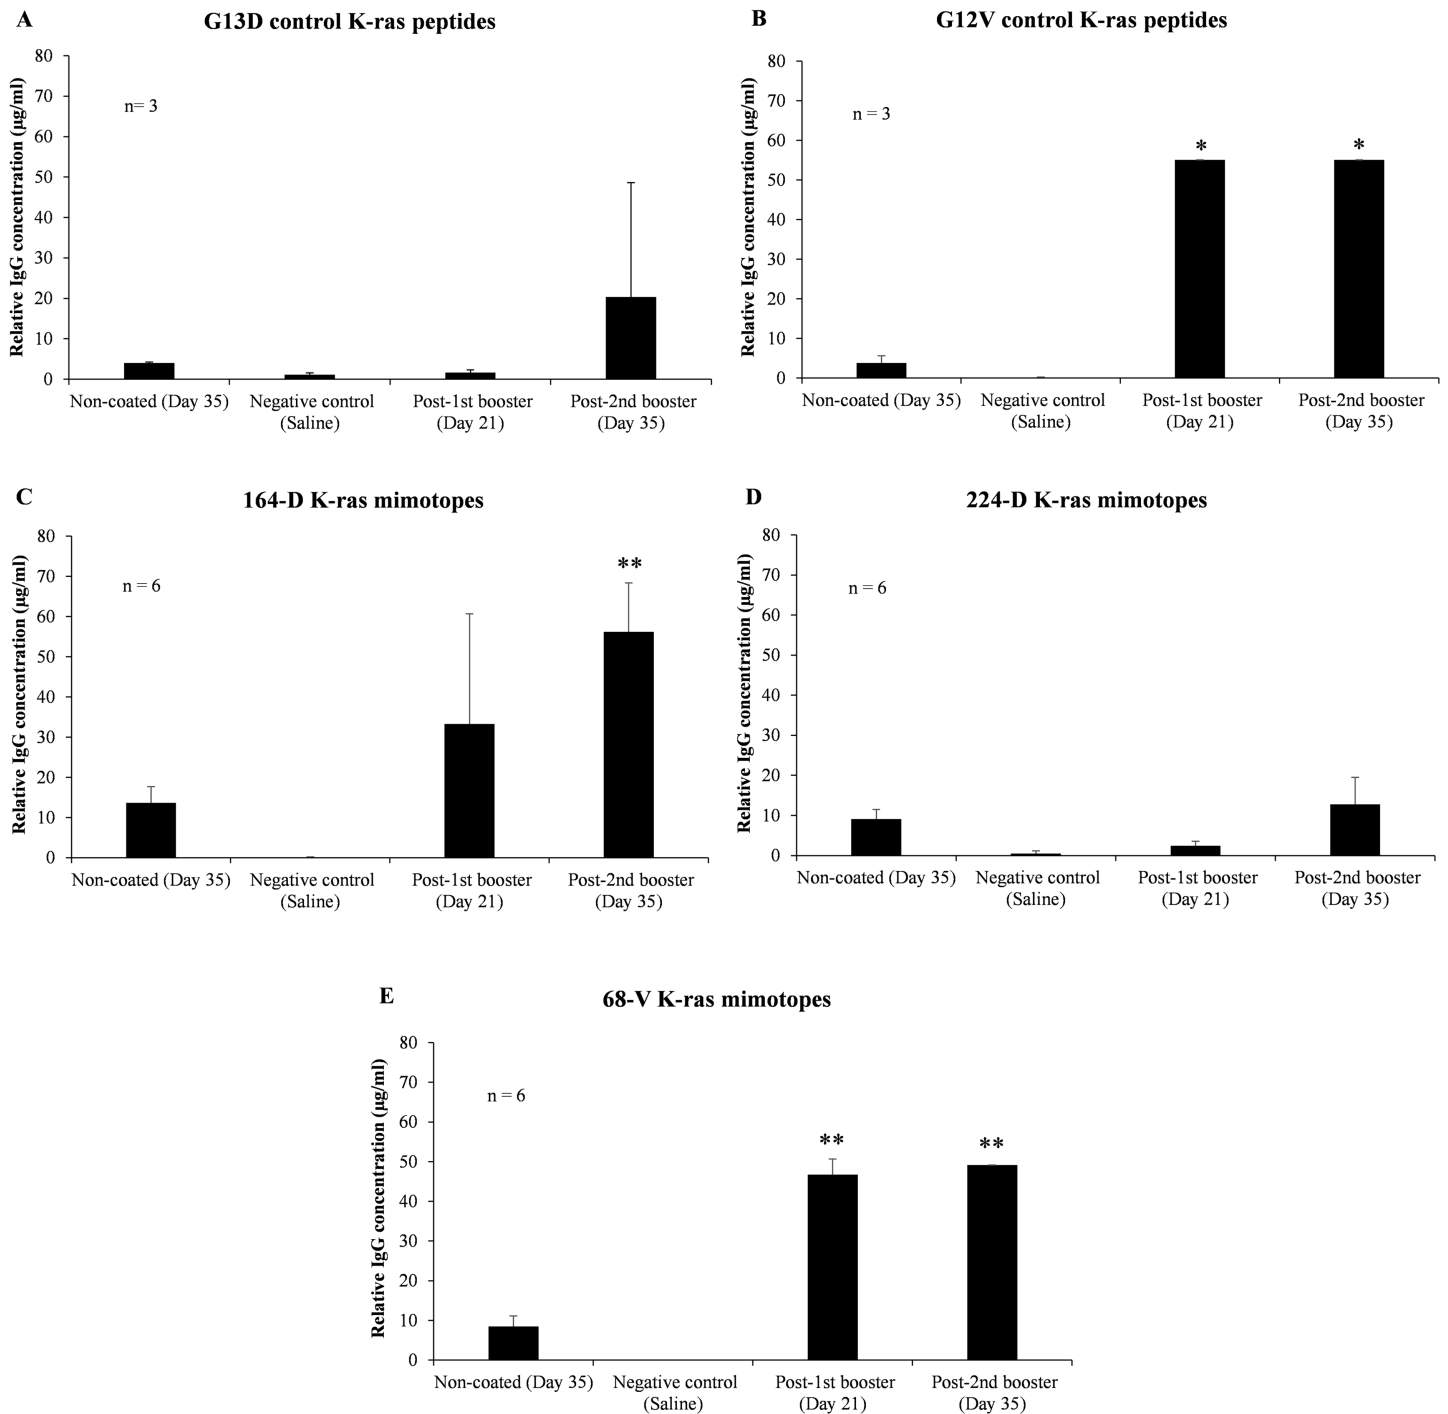 A
G13D control K-ras peptides
Relative IgG concentration (µg/ml)
80
70
60
50
40
30
20
10
0
n= 3
Non-coated (Day 35)
Negative control
(Saline)
Post-1st booster
(Day 21)
Post-2nd booster
(Day 35)
B
G12V control K-ras peptides
Relative IgG concentration (µg/ml)
80
70
60
50
40
30
20
10
0
n = 3
*
*
Non-coated (Day 35)
Negative control
(Saline)
Post-1st booster
(Day 21)
Post-2nd booster
(Day 35)
C
164-D K-ras mimotopes
Relative IgG concentration (µg/ml)
80
70
60
50
40
30
20
10
0
n = 6
**
Non-coated (Day 35)
Negative control
(Saline)
Post-1st booster
(Day 21)
Post-2nd booster
(Day 35)
D
224-D K-ras mimotopes
Relative IgG concentration (µg/ml)
80
70
60
50
40
30
20
10
0
n = 6
Non-coated (Day 35)
Negative control
(Saline)
Post-1st booster
(Day 21)
Post-2nd booster
(Day 35)
E
68-V K-ras mimotopes
Relative IgG concentration (µg/ml)
80
70
60
50
40
30
20
10
0
n = 6
**
**
Non-coated (Day 35)
Negative control
(Saline)
Post-1st booster
(Day 21)
Post-2nd booster
(Day 35)